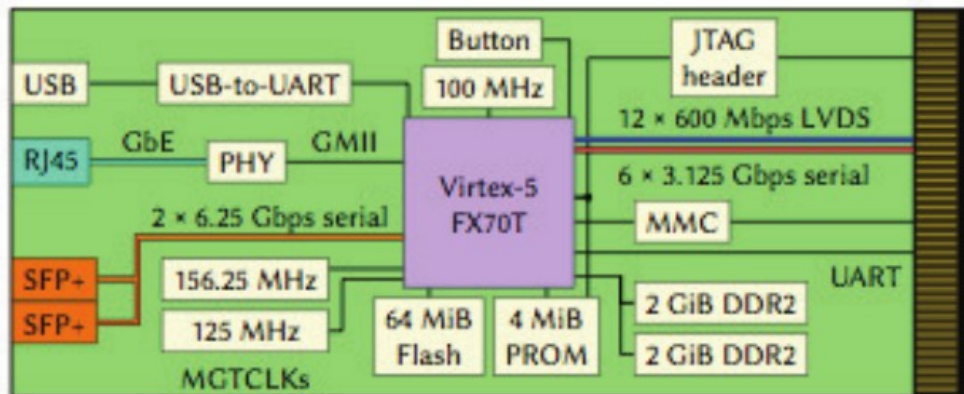 Button
JTAG
header
USB
USB-to-UART
100 MHz
12 × 600 Mbps LVDS
GbE
GMII
RJ45
PHY
Virtex-5
FX70T
6 × 3.125 Gbps serial
2 × 6.25 Gbps serial
MMC
SFP+
156.25 MHz
UART
SFP+
125 MHz
64 MiB
Flash
4 MiB
PROM
2 GiB DDR2
2 GiB DDR2
MGTCLKs